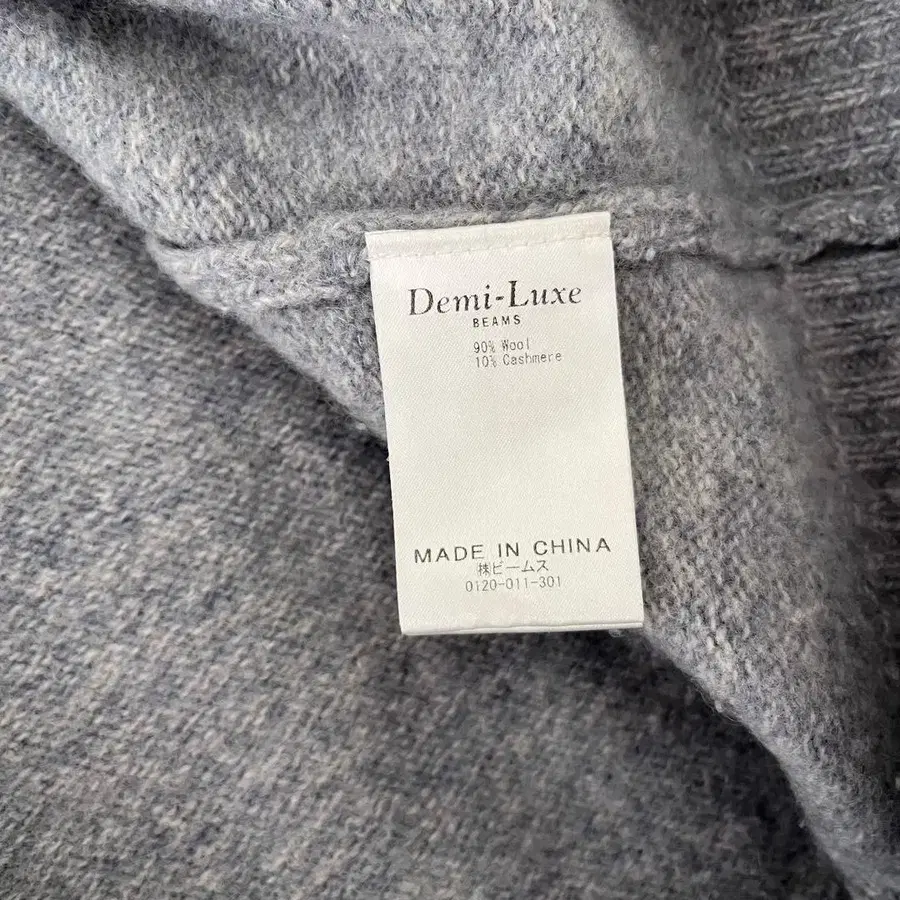 Demi-Luxe
BEAMS
90% Wool
10% Cashmere
MADE IN CHINA
㈱ビームス
0120-011-301